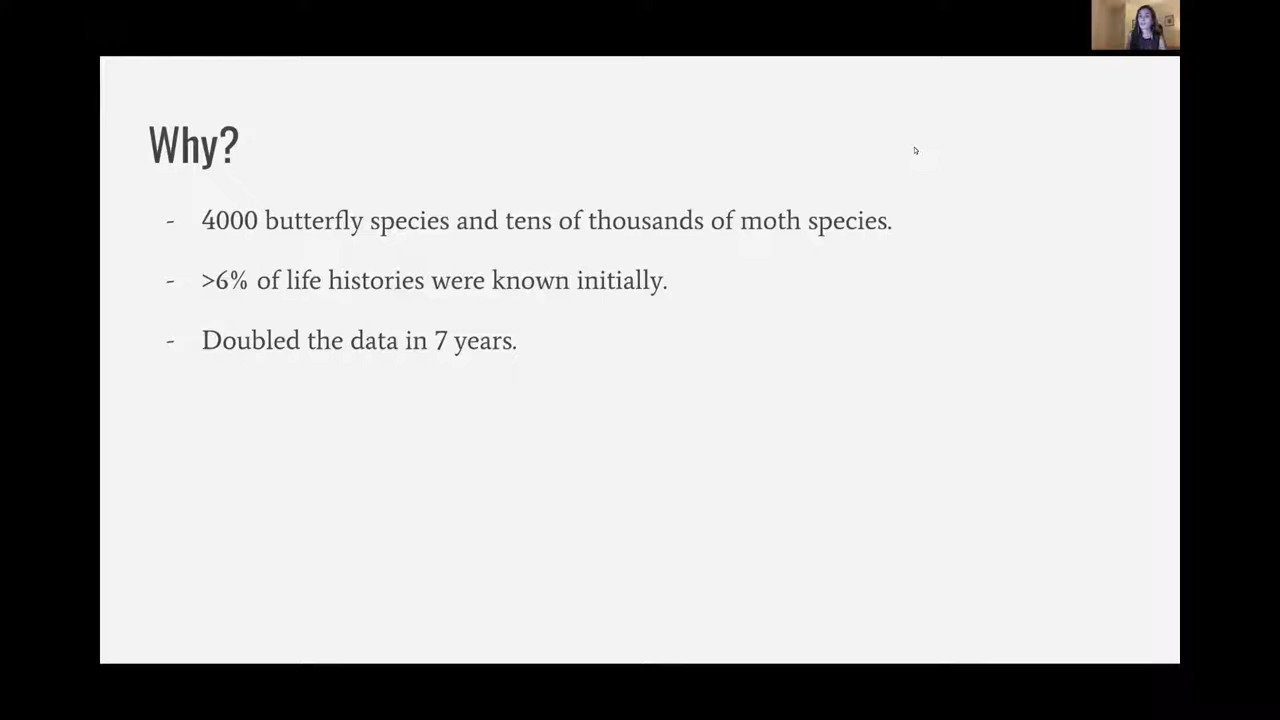 Why?
- 4000 butterfly species and tens of thousands of moth species.
- >6% of life histories were known initially.
- Doubled the data in 7 years.